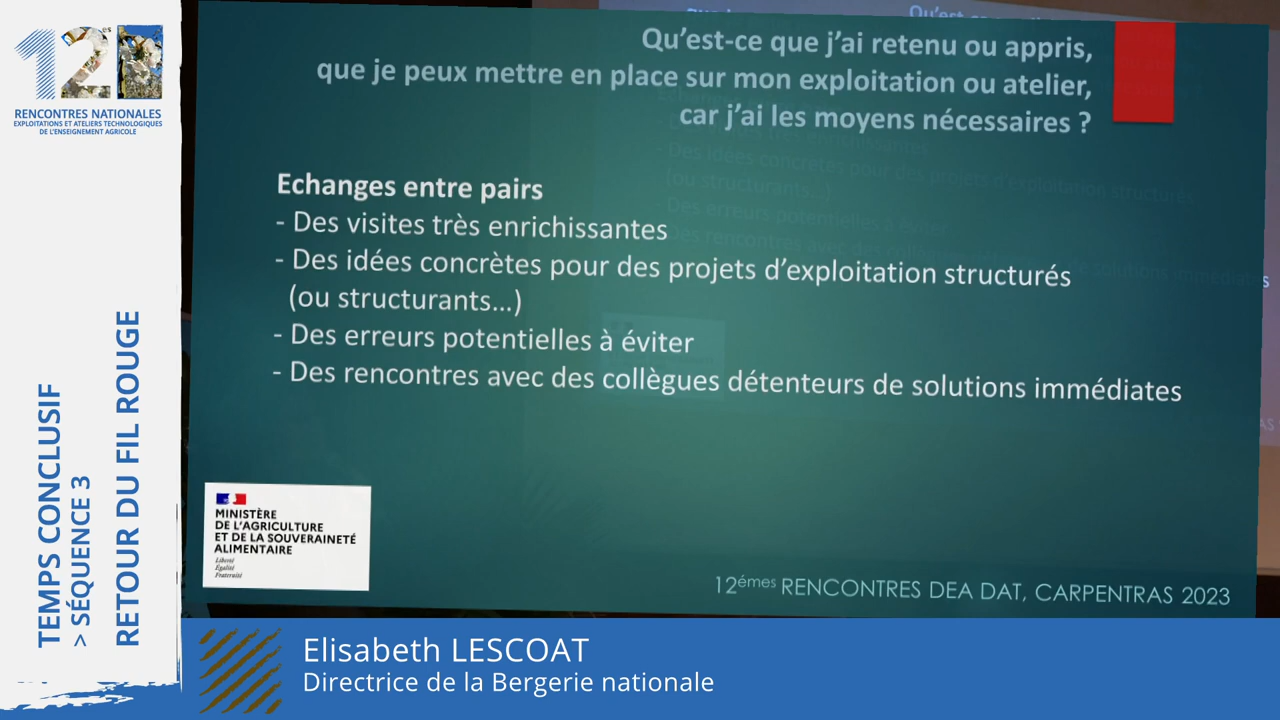 12es
RENCONTRES NATIONALES
EXPLOITATIONS ET ATELIERS TECHNOLOGIQUES
DE L'ENSEIGNEMENT AGRICOLE
TEMPS CONCLUSIF
> SÉQUENCE 3
RETOUR DU FIL ROUGE
Qu'est-ce que j'ai retenu ou appris,
que je peux mettre en place sur mon exploitation ou atelier,
car j'ai les moyens nécessaires ?
Echanges entre pairs
- Des visites très enrichissantes
- Des idées concrètes pour des projets d'exploitation structurés
(ou structurants...)
- Des erreurs potentielles à éviter
- Des rencontres avec des collègues détenteurs de solutions immédiates
MINISTÈRE
DE L'AGRICULTURE
ET DE LA SOUVERAINETÉ
ALIMENTAIRE
Liberté
Égalité
Fraternité
12émes RENCONTRES DEA DAT, CARPENTRAS 2023
Elisabeth LESCOAT
Directrice de la Bergerie nationale